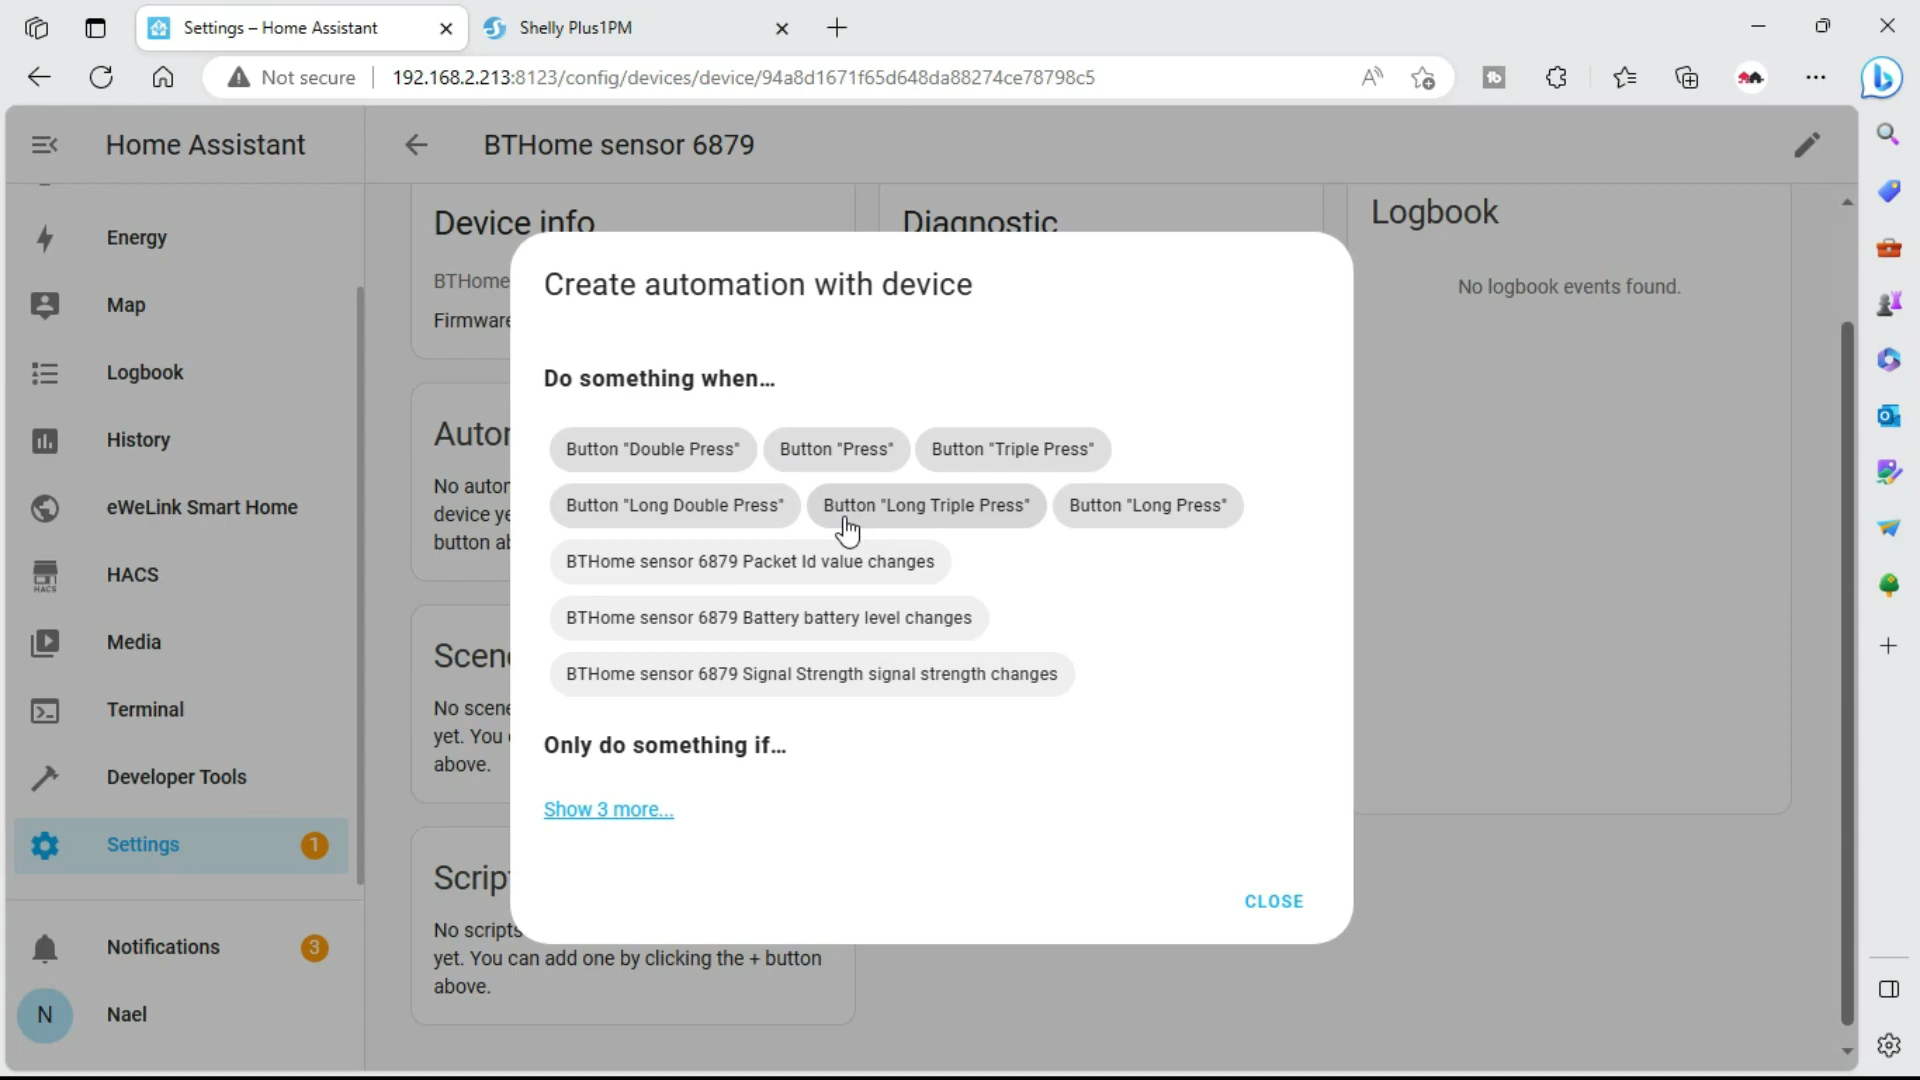 Settings – Home Assistant
Shelly Plus1PM
Not secure
192.168.2.213:8123/config/devices/device/94a8d1671f65d648da88274ce78798c5
Home Assistant
BTHome sensor 6879
Energy
Map
Logbook
History
eWeLink Smart Home
HACS
HACS
Media
Terminal
Developer Tools
Settings
1
Notifications
3
N
Nael
Device info
BTHome
Firmware
Autor
No autor
device ye
button ab
Scene
No scene
yet. You
above.
Scrip
No scripts
yet. You can add one by clicking the + button
above.
Diagnostic
Logbook
No logbook events found.
Create automation with device
Do something when...
Button "Double Press"
Button "Press"
Button "Triple Press"
Button "Long Double Press"
Button "Long Triple Press"
Button "Long Press"
BTHome sensor 6879 Packet Id value changes
BTHome sensor 6879 Battery battery level changes
BTHome sensor 6879 Signal Strength signal strength changes
Only do something if...
Show 3 more...
CLOSE